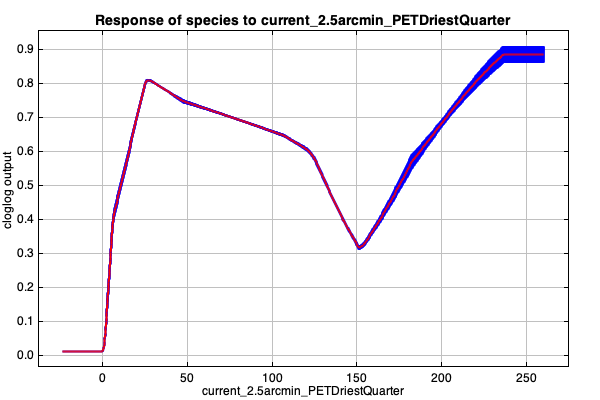 Response of species to current_2.5arcmin_PETDriestQuarter
0.9
0.8
0.7
0.6
0.5
0.4
0.3
0.2
0.1
0.0
cloglog output
0 50 100 150 200 250
current_2.5arcmin_PETDriestQuarter